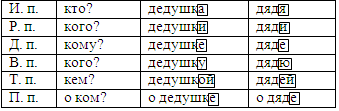 И. п. кто? дедушка дядя
Р. п. кого? дедушки дяди
Д. п. кому? дедушке дяде
В. п. кого? дедушку дядю
Т. п. кем? дедушкой дядей
П. п. о ком? о дедушке о дяде